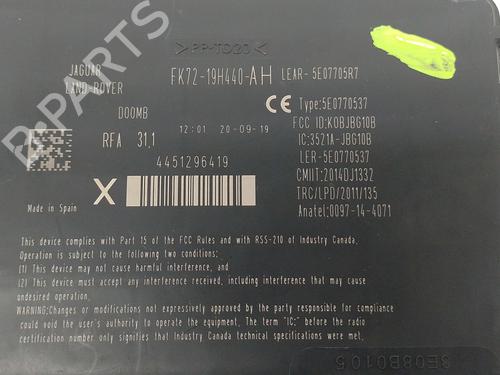 B-PARTS
>PP-TD20<
JAGUAR
LAND-ROVER
FK72-19H440-AH LEAR-5E07705R7
DOOMB
CE Type:5E0770537
RFA 31.1
12:01 20-09-19
FCC ID:KOBJBG10B
IC:3521A-JBG10B
4451296419
LER-5E0770537
CMIIT:2014DJ1332
X
TRC/LPD/2011/135
Anatel:0097-14-4071
Made in Spain
This device complies with Part 15 of the FCC Rules and with RSS-210 of Industry Canada.
Operation is subject to the following two conditions:
(1) This device may not cause harmful interference, and
(2) This device must accept any interference received, including interference that may cause
undesired operation.
WARNING:Changes or modifications not expressively approved by the party responsible for compliance
could void the user's authority to operate the equipment. The term "IC:" before the radio
certification number only signifies that Industry Canada technical specifications were met.
3E08B0105